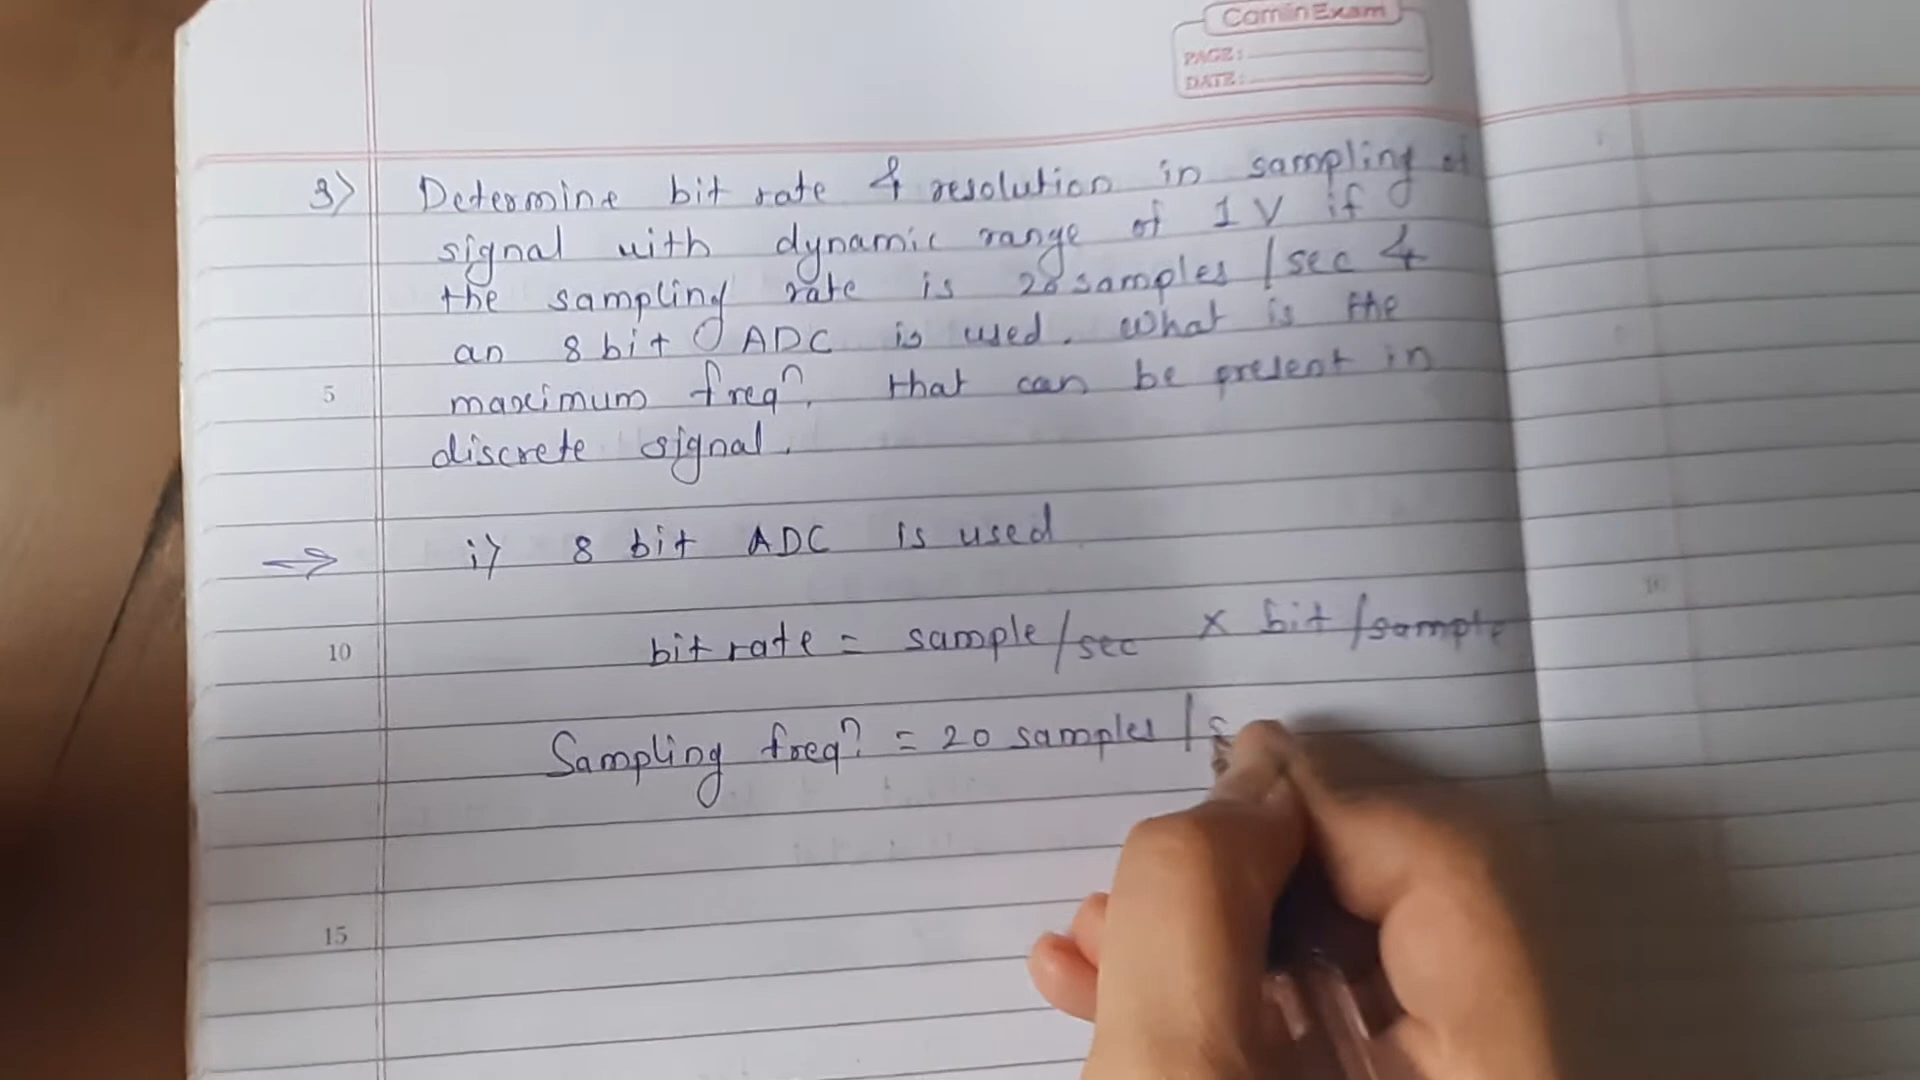 Camlin Exam
PAGE:
DATE:
3) Determine bit rate & resolution in sampling of
signal with dynamic range of 1 V if
the sampling rate is 20 samples / sec &
an 8 bit ADC is used. What is the
5
maximum freqⁿ. that can be present in
discrete signal.
⇒ i) 8 bit ADC is used
10
bit rate = sample/sec × bit/sample
Sampling freqⁿ. = 20 samples / s
15